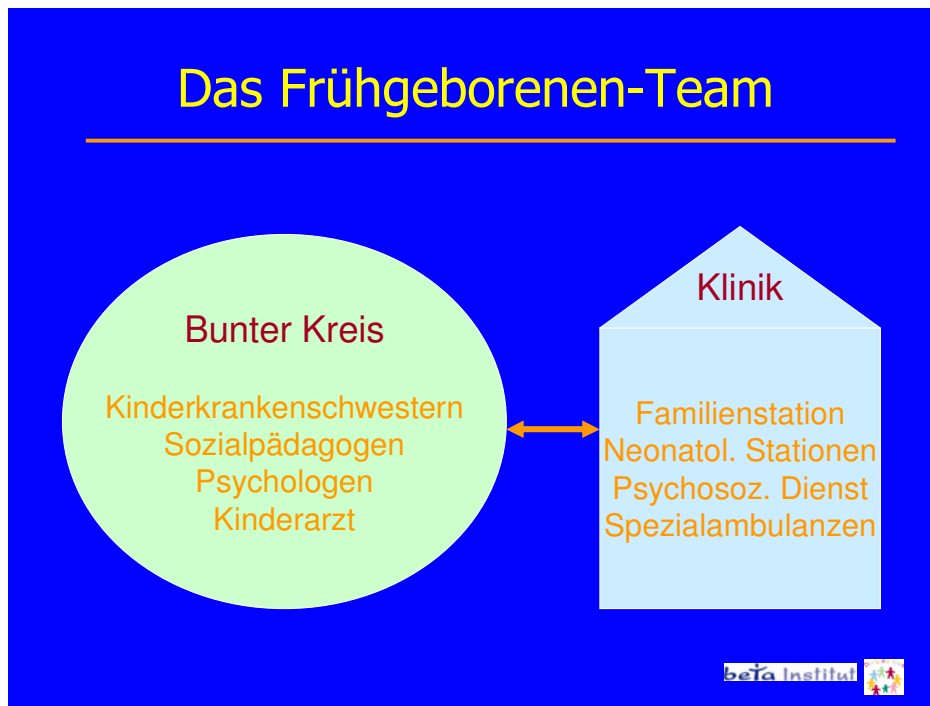 Das Frühgeborenen-Team
Bunter Kreis
Kinderkrankenschwestern
Sozialpädagogen
Psychologen
Kinderarzt
Klinik
Familienstation
Neonatol. Stationen
Psychosoz. Dienst
Spezialambulanzen
beta Institut